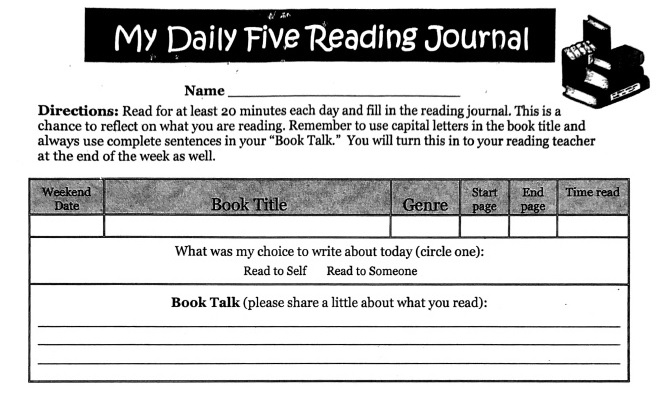 My Daily Five Reading Journal
Name
Directions: Read for at least 20 minutes each day and fill in the reading journal. This is a
chance to reflect on what you are reading. Remember to use capital letters in the book title and
always use complete sentences in your “Book Talk.” You will turn this in to your reading teacher
at the end of the week as well.
Weekend Date Book Title Genre Start page End page Time read
What was my choice to write about today (circle one):
Read to Self Read to Someone
Book Talk (please share a little about what you read):